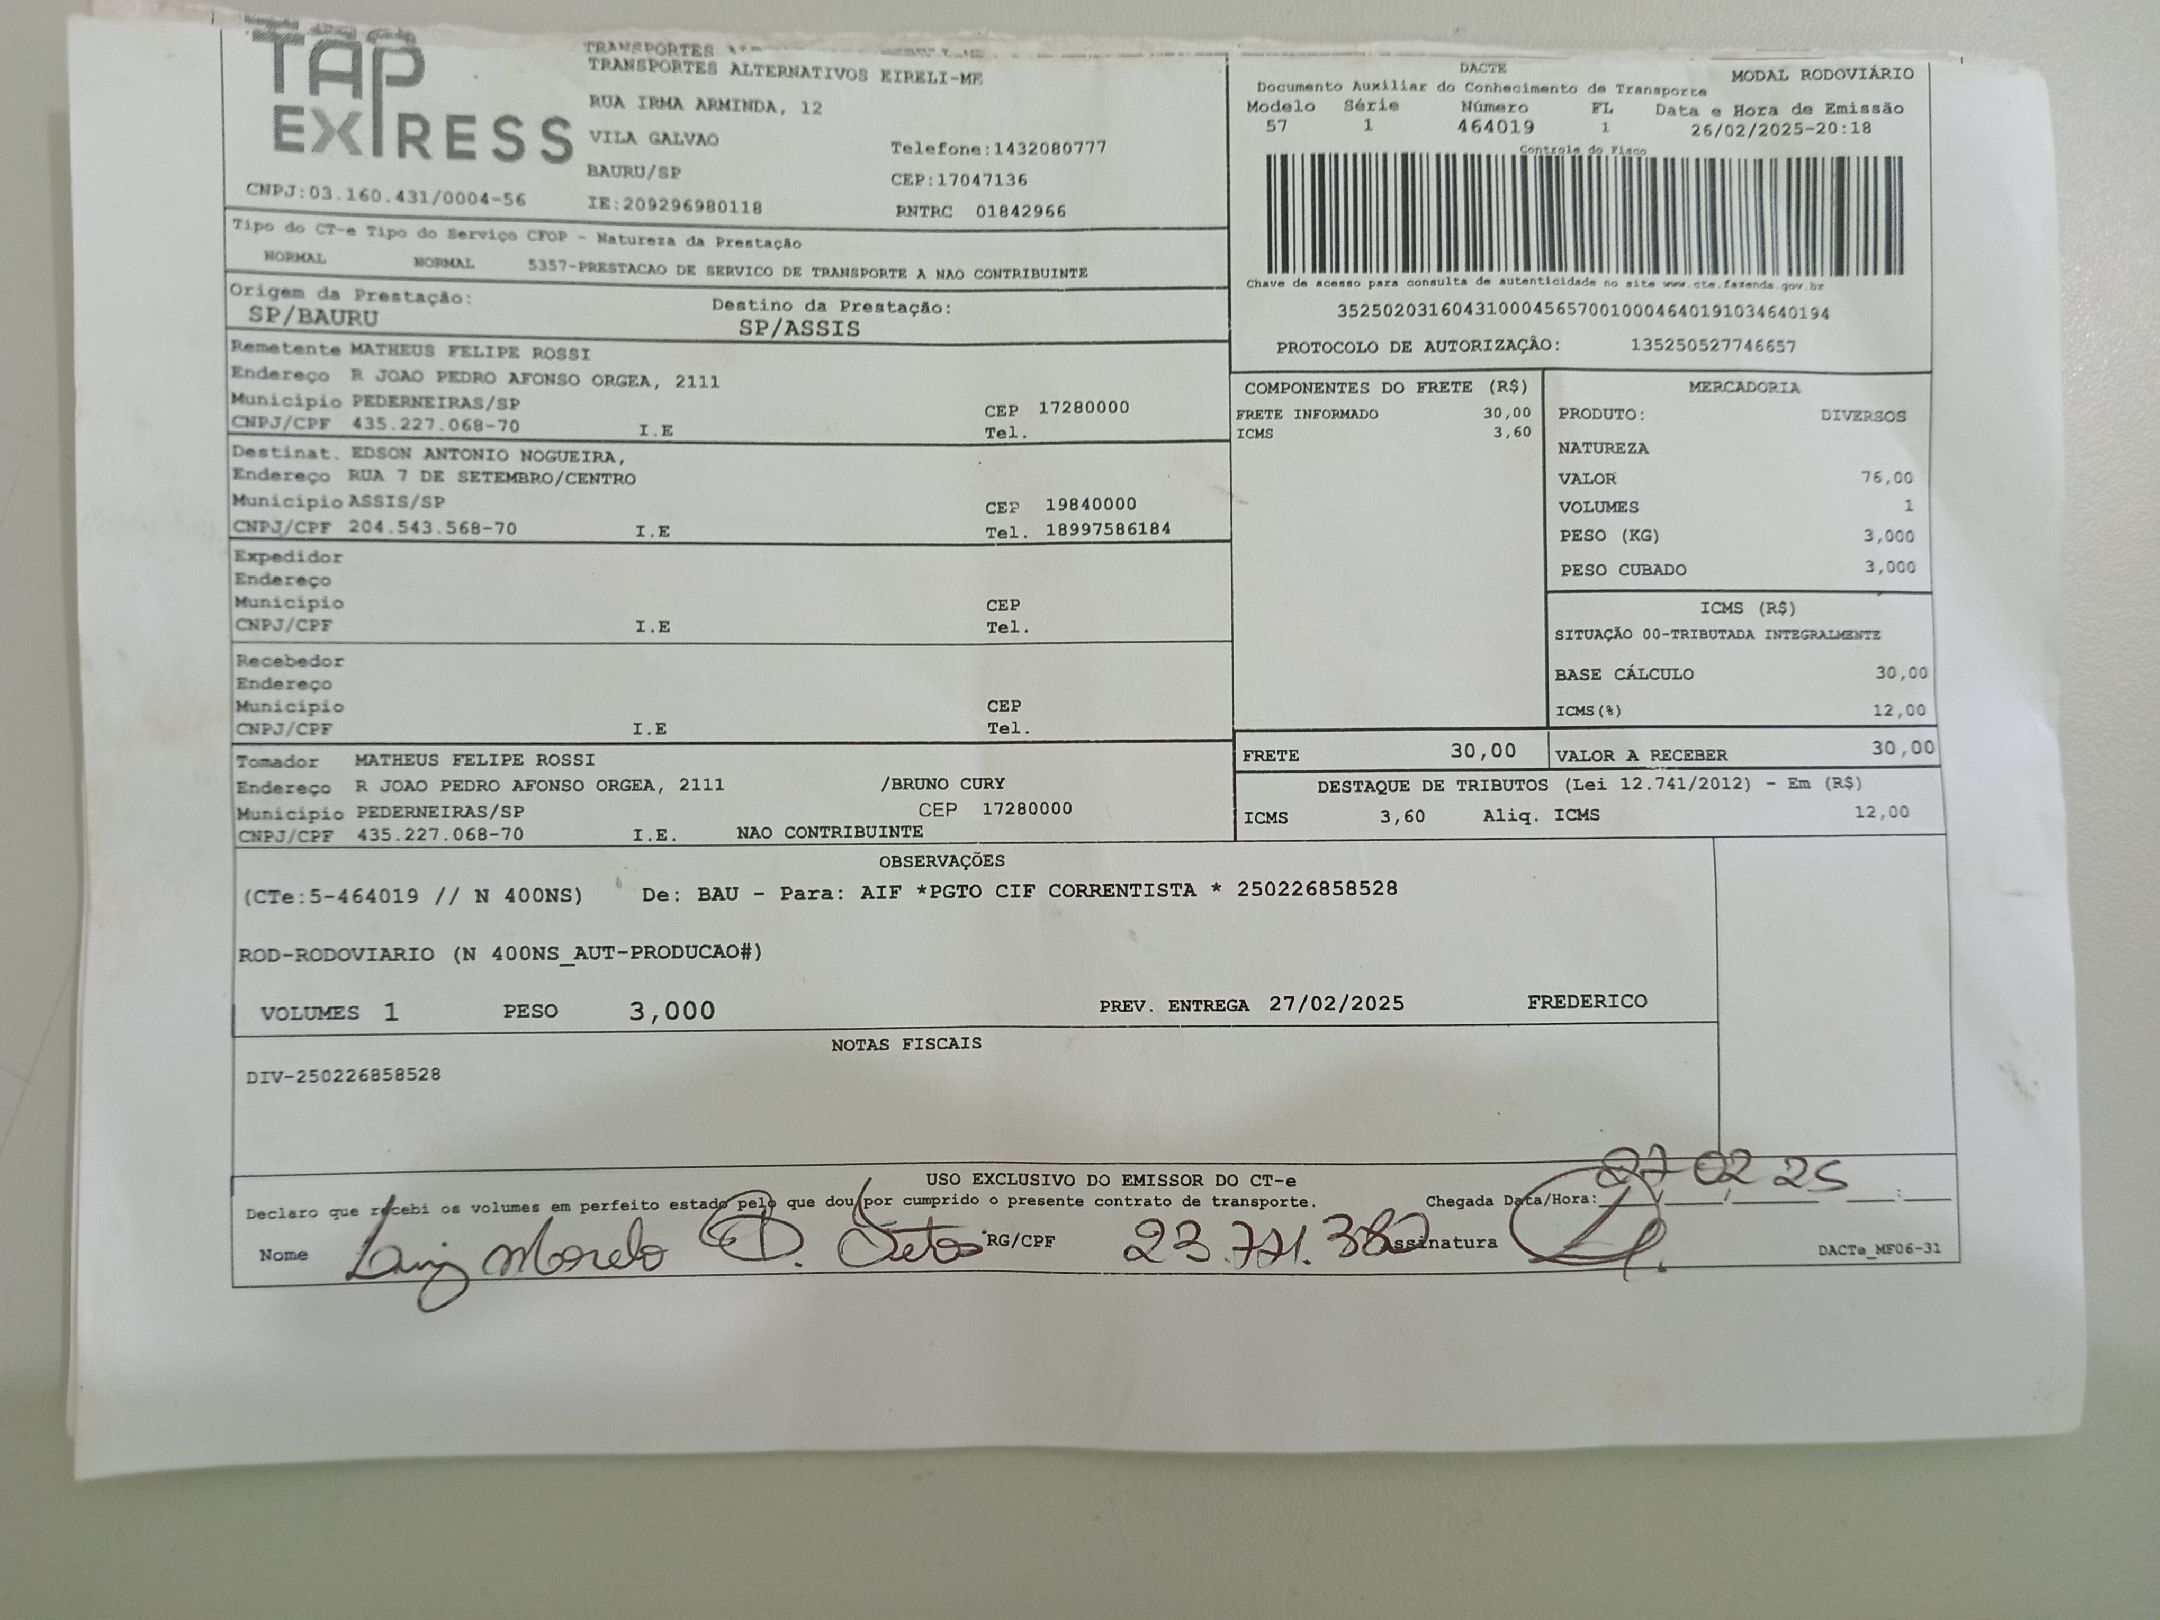 TAP
EXPRESS
CNPJ:03.160.431/0004-56
TRANSPORTES
TRANSPORTES ALTERNATIVOS EIRELI-ME
RUA IRMA ARMINDA, 12
VILA GALVAO
Telefone:1432080777
BAURU/SP
CEP:17047136
IE:209296980118
RNTRC 01842966
DACTE
MODAL RODOVIÁRIO
Documento Auxiliar do Conhecimento de Transporte
Modelo Série Número FL Data e Hora de Emissão
57 1 464019 1 26/02/2025-20:18
Controle do Fisco
Chave de acesso para consulta de autenticidade no site www.cte.fazenda.gov.br
35250203160431000456570010004640191034640194
PROTOCOLO DE AUTORIZAÇÃO: 135250527746657
Tipo do CT-e Tipo do Serviço CFOP - Natureza da Prestação
NORMAL NORMAL 5357-PRESTACAO DE SERVICO DE TRANSPORTE A NAO CONTRIBUINTE
Origem da Prestação: Destino da Prestação:
SP/BAURU SP/ASSIS
Remetente MATHEUS FELIPE ROSSI
Endereço R JOAO PEDRO AFONSO ORGEA, 2111
Municipio PEDERNEIRAS/SP CEP 17280000
CNPJ/CPF 435.227.068-70 I.E Tel.
Destinat. EDSON ANTONIO NOGUEIRA,
Endereço RUA 7 DE SETEMBRO/CENTRO
Municipio ASSIS/SP CEP 19840000
CNPJ/CPF 204.543.568-70 I.E Tel. 18997586184
Expedidor
Endereço
Municipio CEP
CNPJ/CPF I.E Tel.
Recebedor
Endereço
Municipio CEP
CNPJ/CPF I.E Tel.
Tomador MATHEUS FELIPE ROSSI
Endereço R JOAO PEDRO AFONSO ORGEA, 2111 /BRUNO CURY
Municipio PEDERNEIRAS/SP CEP 17280000
CNPJ/CPF 435.227.068-70 I.E. NAO CONTRIBUINTE
COMPONENTES DO FRETE (R$)
FRETE INFORMADO 30,00
ICMS 3,60
MERCADORIA
PRODUTO: DIVERSOS
NATUREZA
VALOR 76,00
VOLUMES 1
PESO (KG) 3,000
PESO CUBADO 3,000
ICMS (R$)
SITUAÇÃO 00-TRIBUTADA INTEGRALMENTE
BASE CÁLCULO 30,00
ICMS(%) 12,00
FRETE 30,00 VALOR A RECEBER 30,00
DESTAQUE DE TRIBUTOS (Lei 12.741/2012) - Em (R$)
ICMS 3,60 Aliq. ICMS 12,00
OBSERVAÇÕES
(CTe:5-464019 // N 400NS) De: BAU - Para: AIF *PGTO CIF CORRENTISTA * 250226858528
ROD-RODOVIARIO (N 400NS_AUT-PRODUCAO#)
VOLUMES 1 PESO 3,000 PREV. ENTREGA 27/02/2025 FREDERICO
NOTAS FISCAIS
DIV-250226858528
USO EXCLUSIVO DO EMISSOR DO CT-e
Declaro que recebi os volumes em perfeito estado pelo que dou por cumprido o presente contrato de transporte.
Chegada Data/Hora: 27 02 25
Nome Luiz D. RG/CPF 23.771.382 Assinatura
DACTe_MF06-31